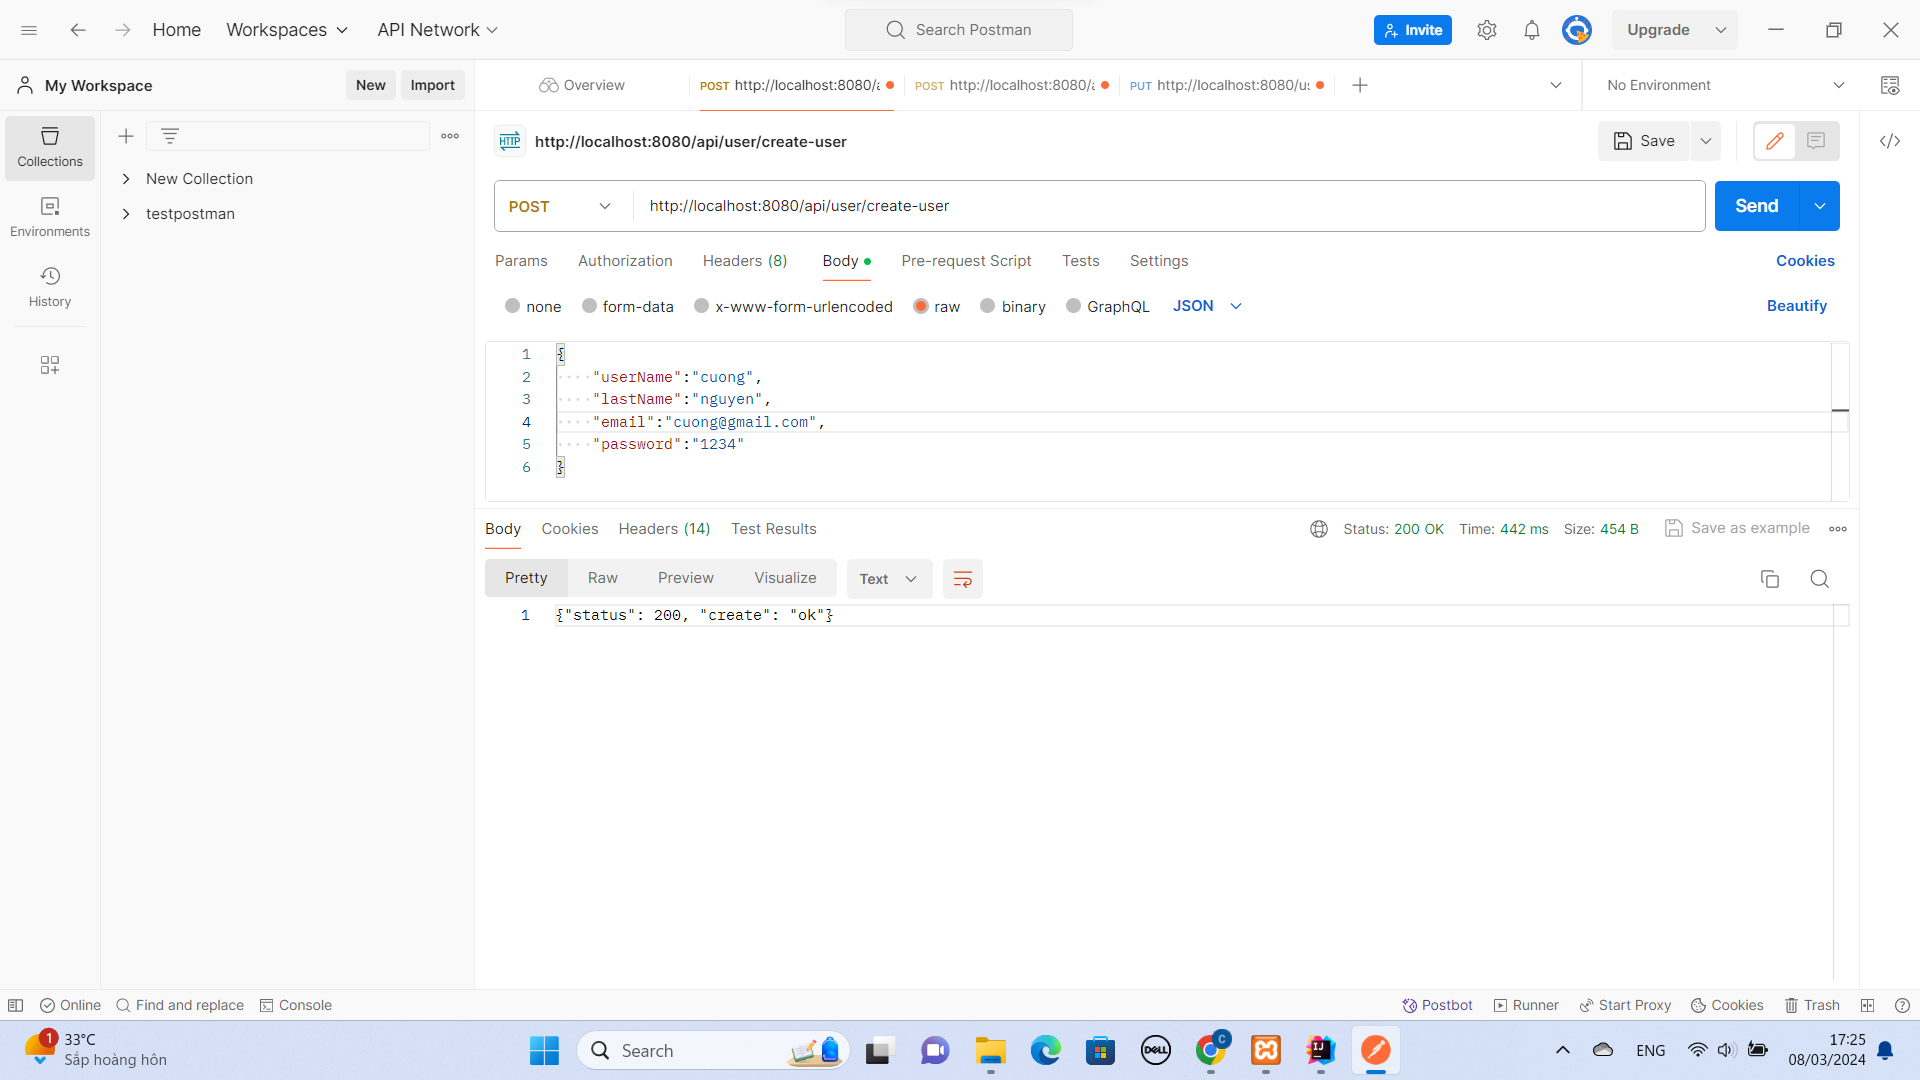 Home Workspaces API Network Search Postman Invite Upgrade
My Workspace New Import Overview POST http://localhost:8080/a POST http://localhost:8080/a PUT http://localhost:8080/us No Environment
Collections
Environments
History
New Collection
testpostman
HTTP http://localhost:8080/api/user/create-user Save
POST http://localhost:8080/api/user/create-user Send
Params Authorization Headers (8) Body Pre-request Script Tests Settings Cookies
none form-data x-www-form-urlencoded raw binary GraphQL JSON Beautify
1 {
2 "userName":"cuong",
3 "lastName":"nguyen",
4 "email":"cuong@gmail.com",
5 "password":"1234"
6 }
Body Cookies Headers (14) Test Results Status: 200 OK Time: 442 ms Size: 454 B Save as example
Pretty Raw Preview Visualize Text
1 {"status": 200, "create": "ok"}
Online Find and replace Console Postbot Runner Start Proxy Cookies Trash
1 33°C
Sắp hoàng hôn
Search
DELL
C
IJ
ENG
17:25
08/03/2024